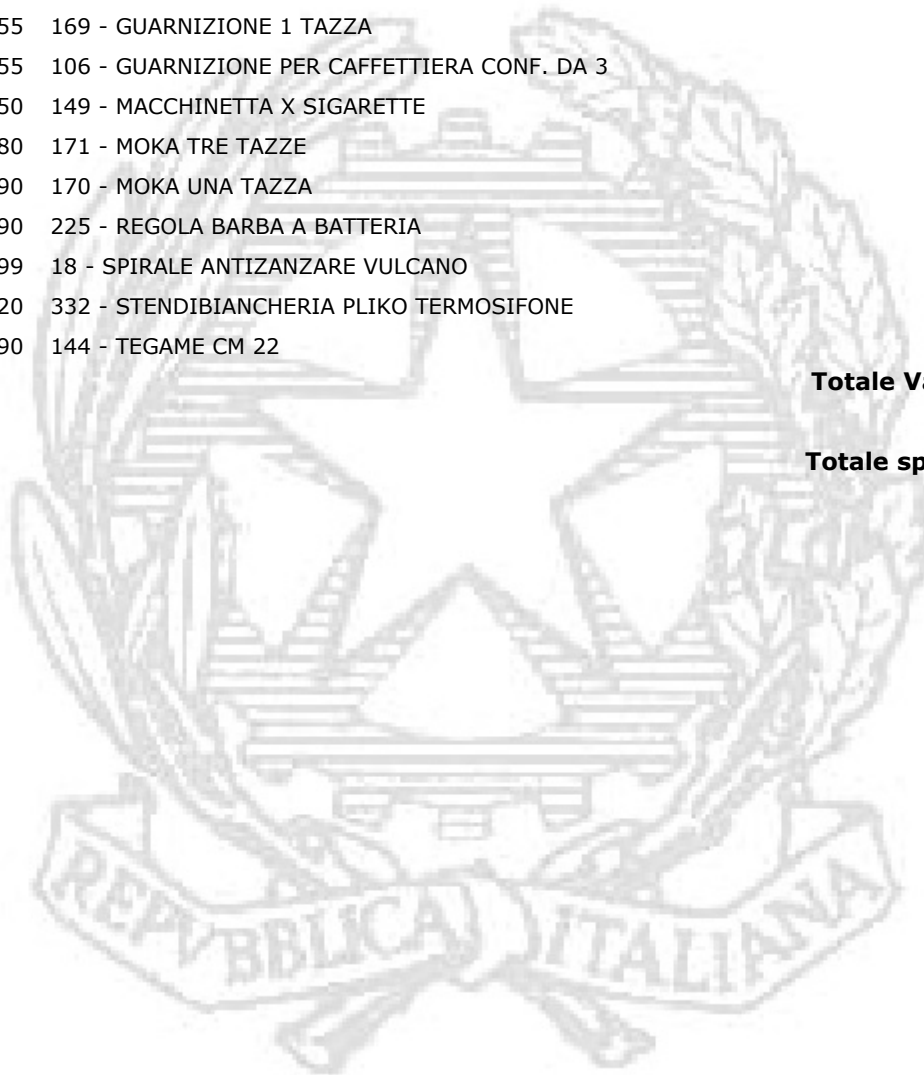 55 169 - GUARNIZIONE 1 TAZZA
55 106 - GUARNIZIONE PER CAFFETTIERA CONF. DA 3
50 149 - MACCHINETTA X SIGARETTE
80 171 - MOKA TRE TAZZE
90 170 - MOKA UNA TAZZA
90 225 - REGOLA BARBA A BATTERIA
99 18 - SPIRALE ANTIZANZARE VULCANO
20 332 - STENDIBIANCHERIA PLIKO TERMOSIFONE
90 144 - TEGAME CM 22
Totale
Totale
REPVBBLICA ITALIANA